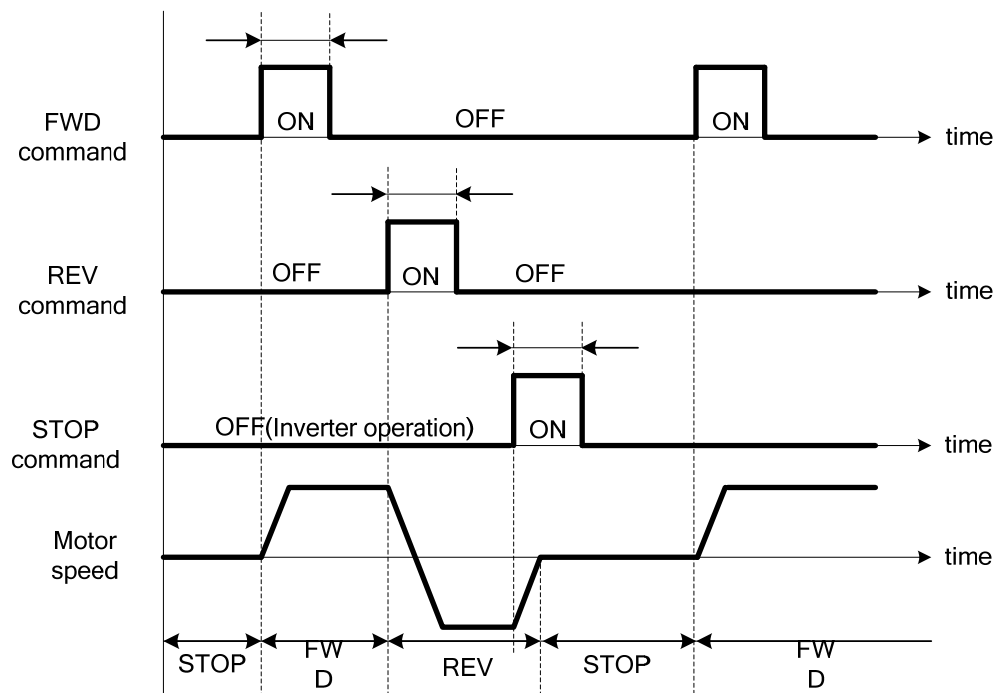 FWD
command
ON
OFF
ON
time
REV
command
OFF
ON
OFF
time
STOP
command
OFF(Inverter operation)
ON
time
Motor
speed
time
STOP
FW
D
REV
STOP
FW
D